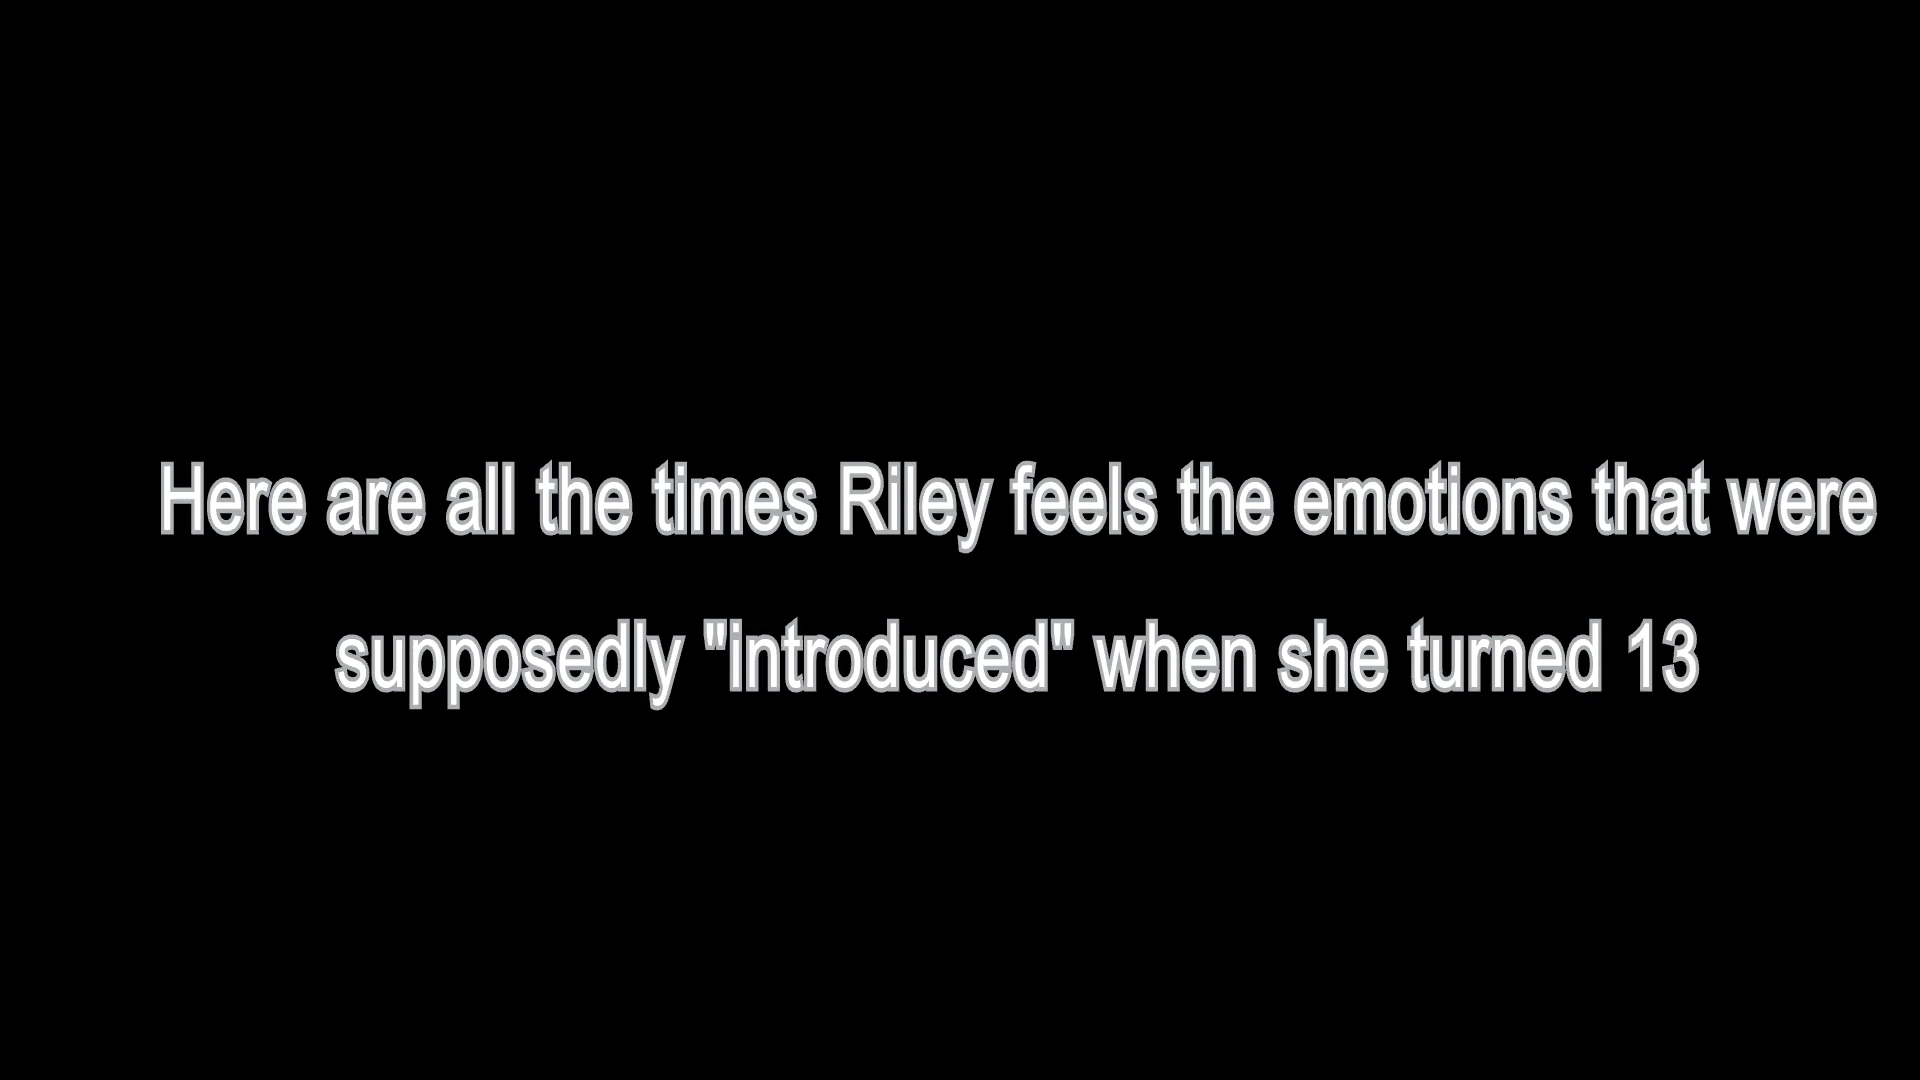 Here are all the times Riley feels the emotions that were
supposedly "introduced" when she turned 13